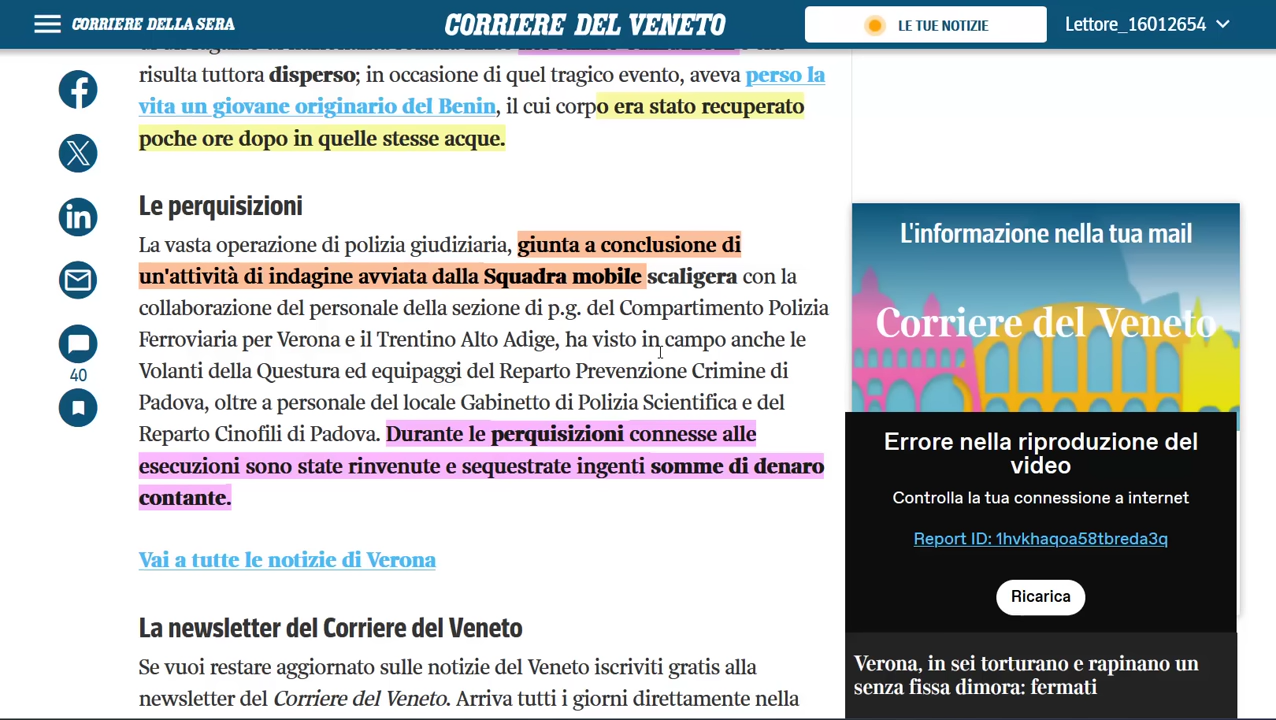 CORRIERE DELLA SERA
CORRIERE DEL VENETO
LE TUE NOTIZIE
Lettore_16012654
risulta tuttora disperso; in occasione di quel tragico evento, aveva perso la
vita un giovane originario del Benin, il cui corpo era stato recuperato
poche ore dopo in quelle stesse acque.
Le perquisizioni
La vasta operazione di polizia giudiziaria, giunta a conclusione di
un'attività di indagine avviata dalla Squadra mobile scaligera con la
collaborazione del personale della sezione di p.g. del Compartimento Polizia
Ferroviaria per Verona e il Trentino Alto Adige, ha visto in campo anche le
Volanti della Questura ed equipaggi del Reparto Prevenzione Crimine di
Padova, oltre a personale del locale Gabinetto di Polizia Scientifica e del
Reparto Cinofili di Padova. Durante le perquisizioni connesse alle
esecuzioni sono state rinvenute e sequestrate ingenti somme di denaro
contante.
Vai a tutte le notizie di Verona
La newsletter del Corriere del Veneto
Se vuoi restare aggiornato sulle notizie del Veneto iscriviti gratis alla
newsletter del Corriere del Veneto. Arriva tutti i giorni direttamente nella
40
L'informazione nella tua mail
Corriere del Veneto
Errore nella riproduzione del
video
Controlla la tua connessione a internet
Report ID: 1hvkhaqoa58tbreda3q
Ricarica
Verona, in sei torturano e rapinano un
senza fissa dimora: fermati